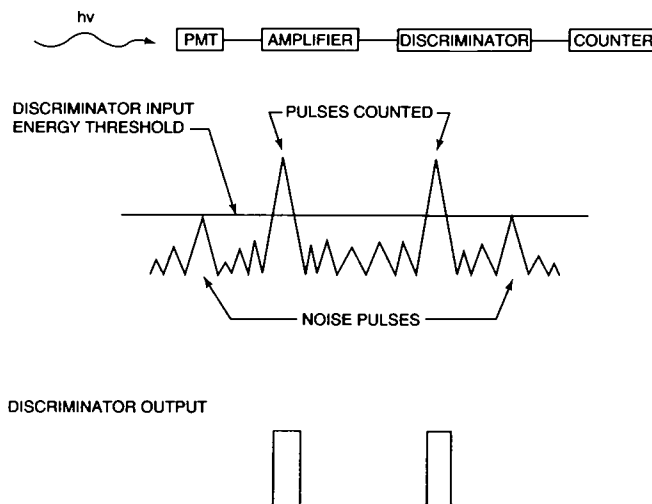 hv
PMT AMPLIFIER DISCRIMINATOR COUNTER
DISCRIMINATOR INPUT
ENERGY THRESHOLD
PULSES COUNTED
NOISE PULSES
DISCRIMINATOR OUTPUT